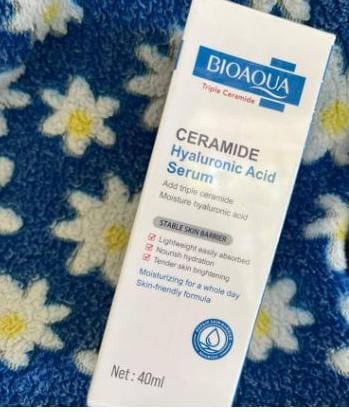 BIOAQUA
Triple Ceramide
CERAMIDE
Hyaluronic Acid
Serum
Add triple ceramide
Moisture hyaluronic acid
STABLE SKIN BARRIER
Lightweight easily absorbed
Nourish hydration
Tender skin brightening
Moisturizing for a whole day
Skin-friendly formula
Net : 40ml